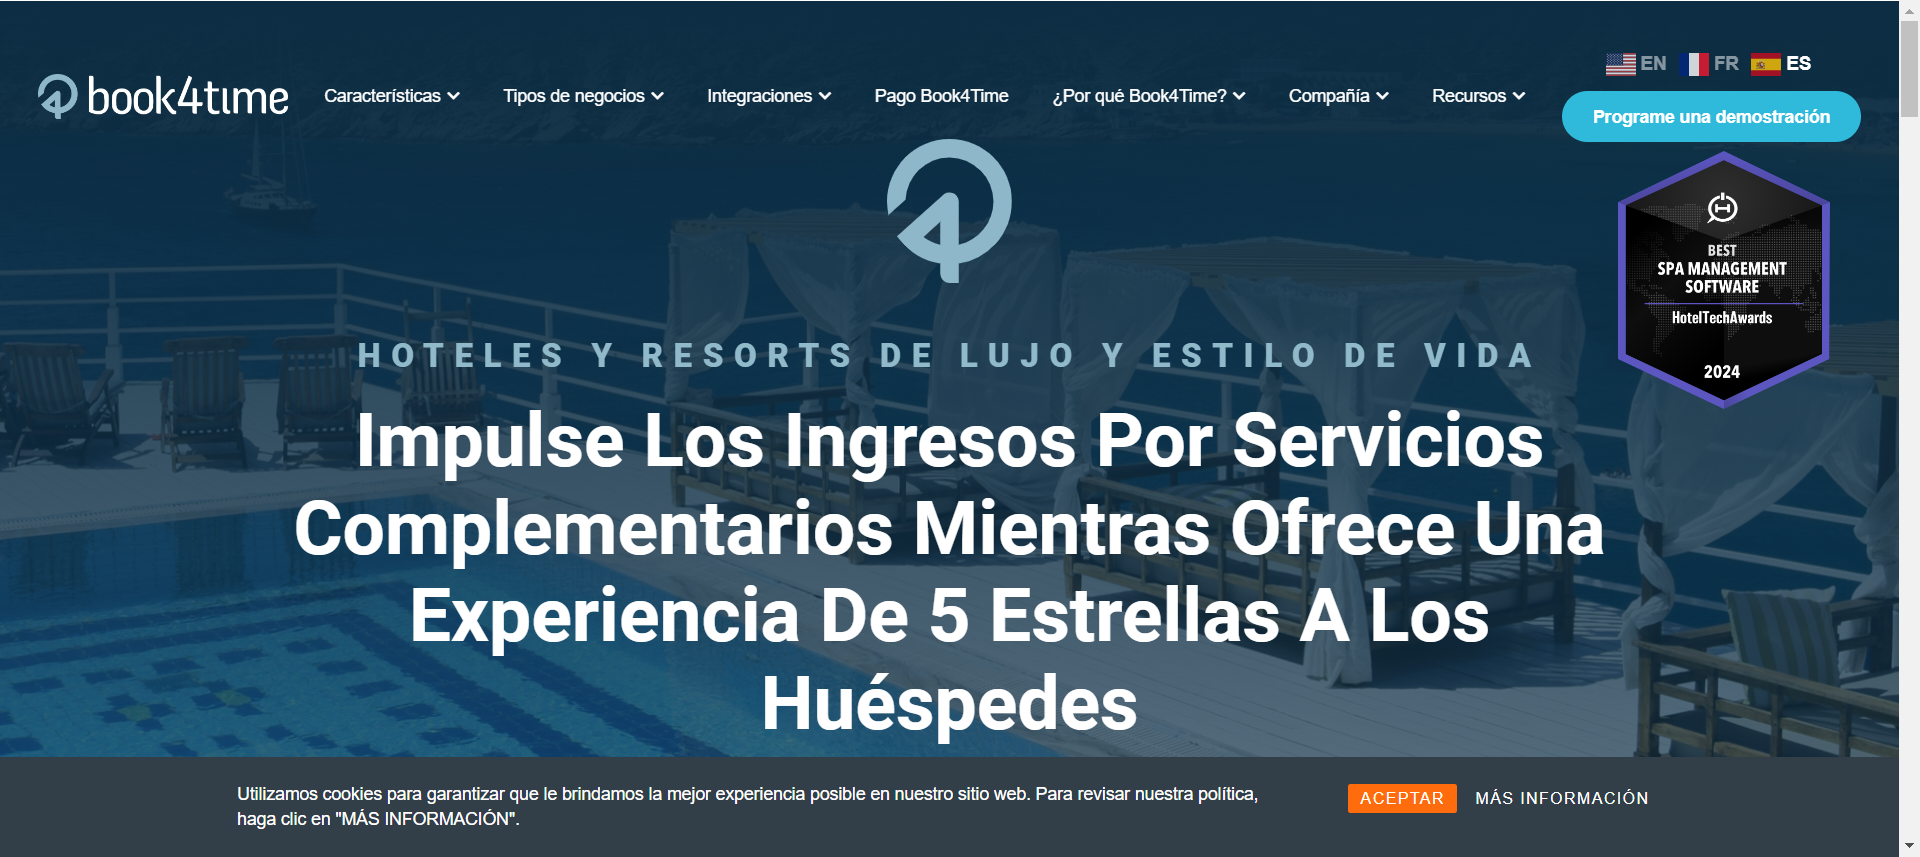 EN FR ES
book4time
Características
Tipos de negocios
Integraciones
Pago Book4Time
¿Por qué Book4Time?
Compañía
Recursos
Programe una demostración
BEST
SPA MANAGEMENT
SOFTWARE
HotelTechAwards
2024
HOTELES Y RESORTS DE LUJO Y ESTILO DE VIDA
Impulse Los Ingresos Por Servicios
Complementarios Mientras Ofrece Una
Experiencia De 5 Estrellas A Los
Huéspedes
Utilizamos cookies para garantizar que le brindamos la mejor experiencia posible en nuestro sitio web. Para revisar nuestra política,
haga clic en "MÁS INFORMACIÓN".
ACEPTAR
MÁS INFORMACIÓN